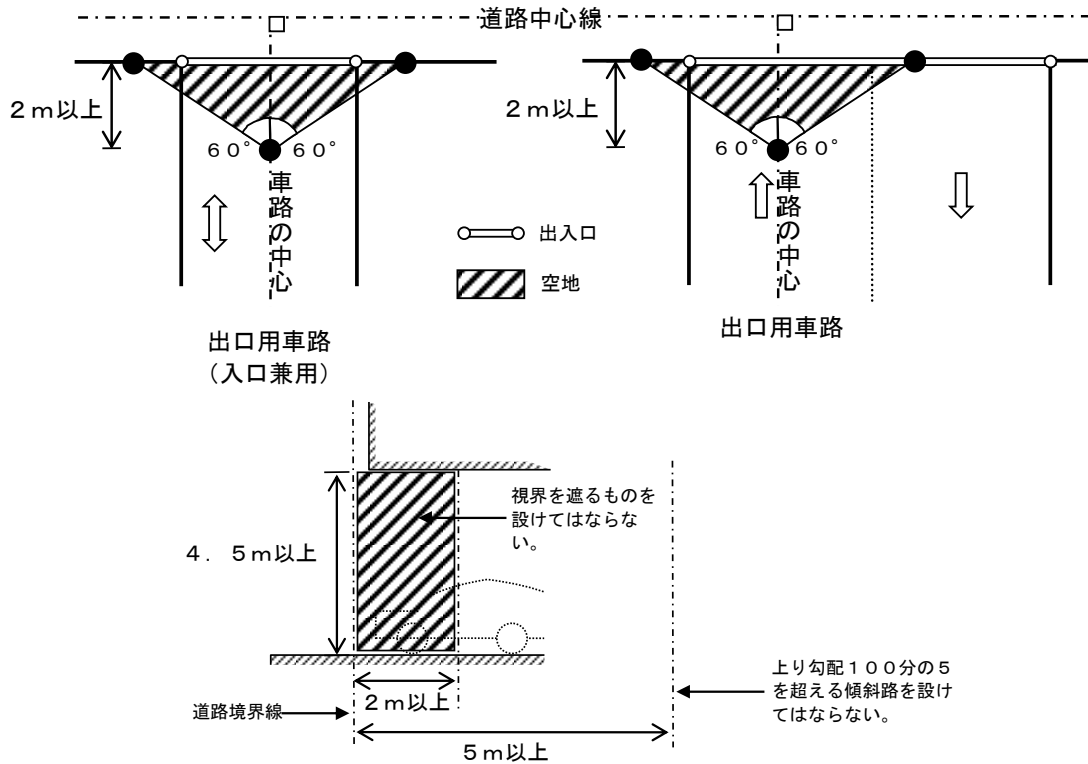 道路中心線
2m以上
60° 60°
車路の中心
出口用車路
(入口兼用)
出入口
空地
2m以上
60° 60°
車路の中心
出口用車路
視界を遮るものを
設けてはならな
い。
4.5m以上
2m以上
道路境界線
5m以上
上り勾配100分の5
を超える傾斜路を設け
てはならない。